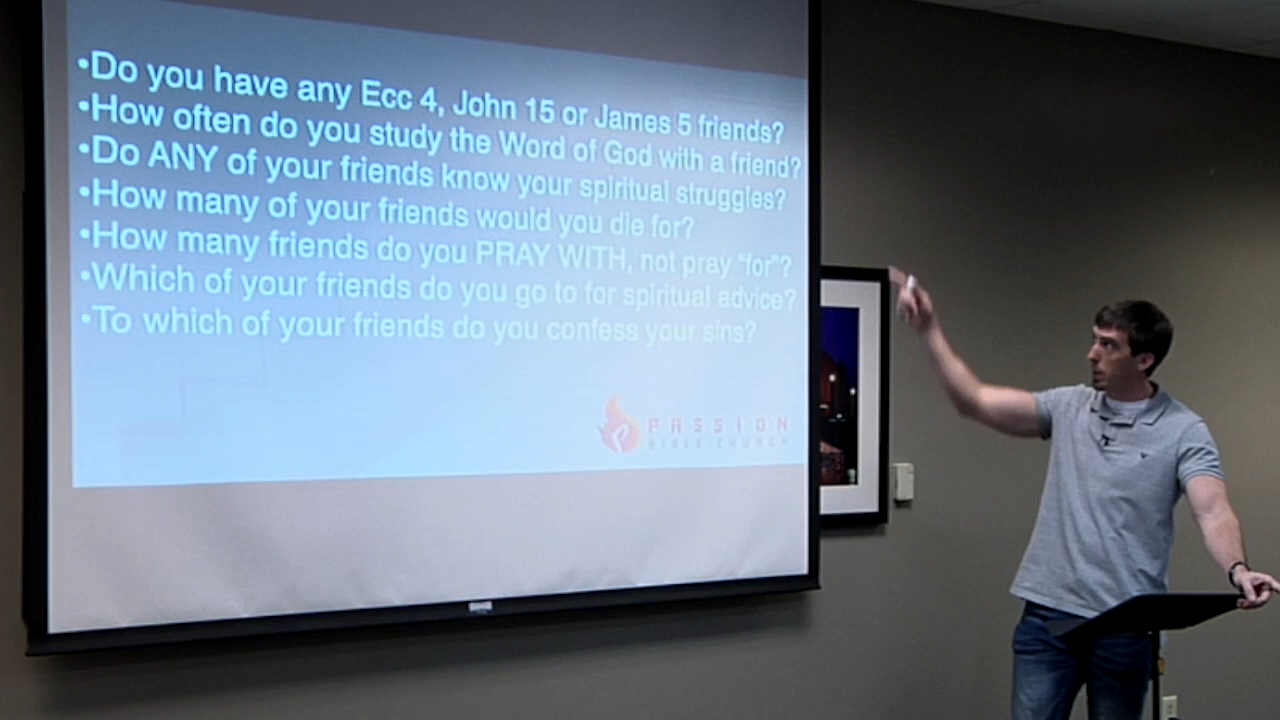 •Do you have any Ecc 4, John 15 or James 5 friends?
•How often do you study the Word of God with a friend?
•Do ANY of your friends know your spiritual struggles?
•How many of your friends would you die for?
•How many friends do you PRAY WITH, not pray "for"?
•Which of your friends do you go to for spiritual advice?
•To which of your friends do you confess your sins?
PASSION
BIBLE CHURCH